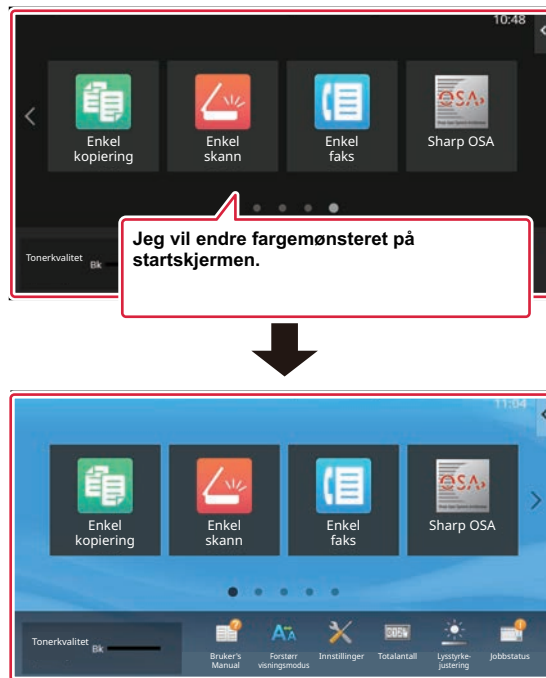 10:48
Enkel
kopiering
Enkel
skann
Enkel
faks
Sharp OSA
Jeg vil endre fargemønsteret på
startskjermen.
Tonerkvalitet
Bk
11:04
Enkel
kopiering
Enkel
skann
Enkel
faks
Sharp OSA
Tonerkvalitet
Bk
Bruker's
Manual
Forstørr
visningsmodus
Innstillinger
Totalantall
Lysstyrke-
justering
Jobbstatus